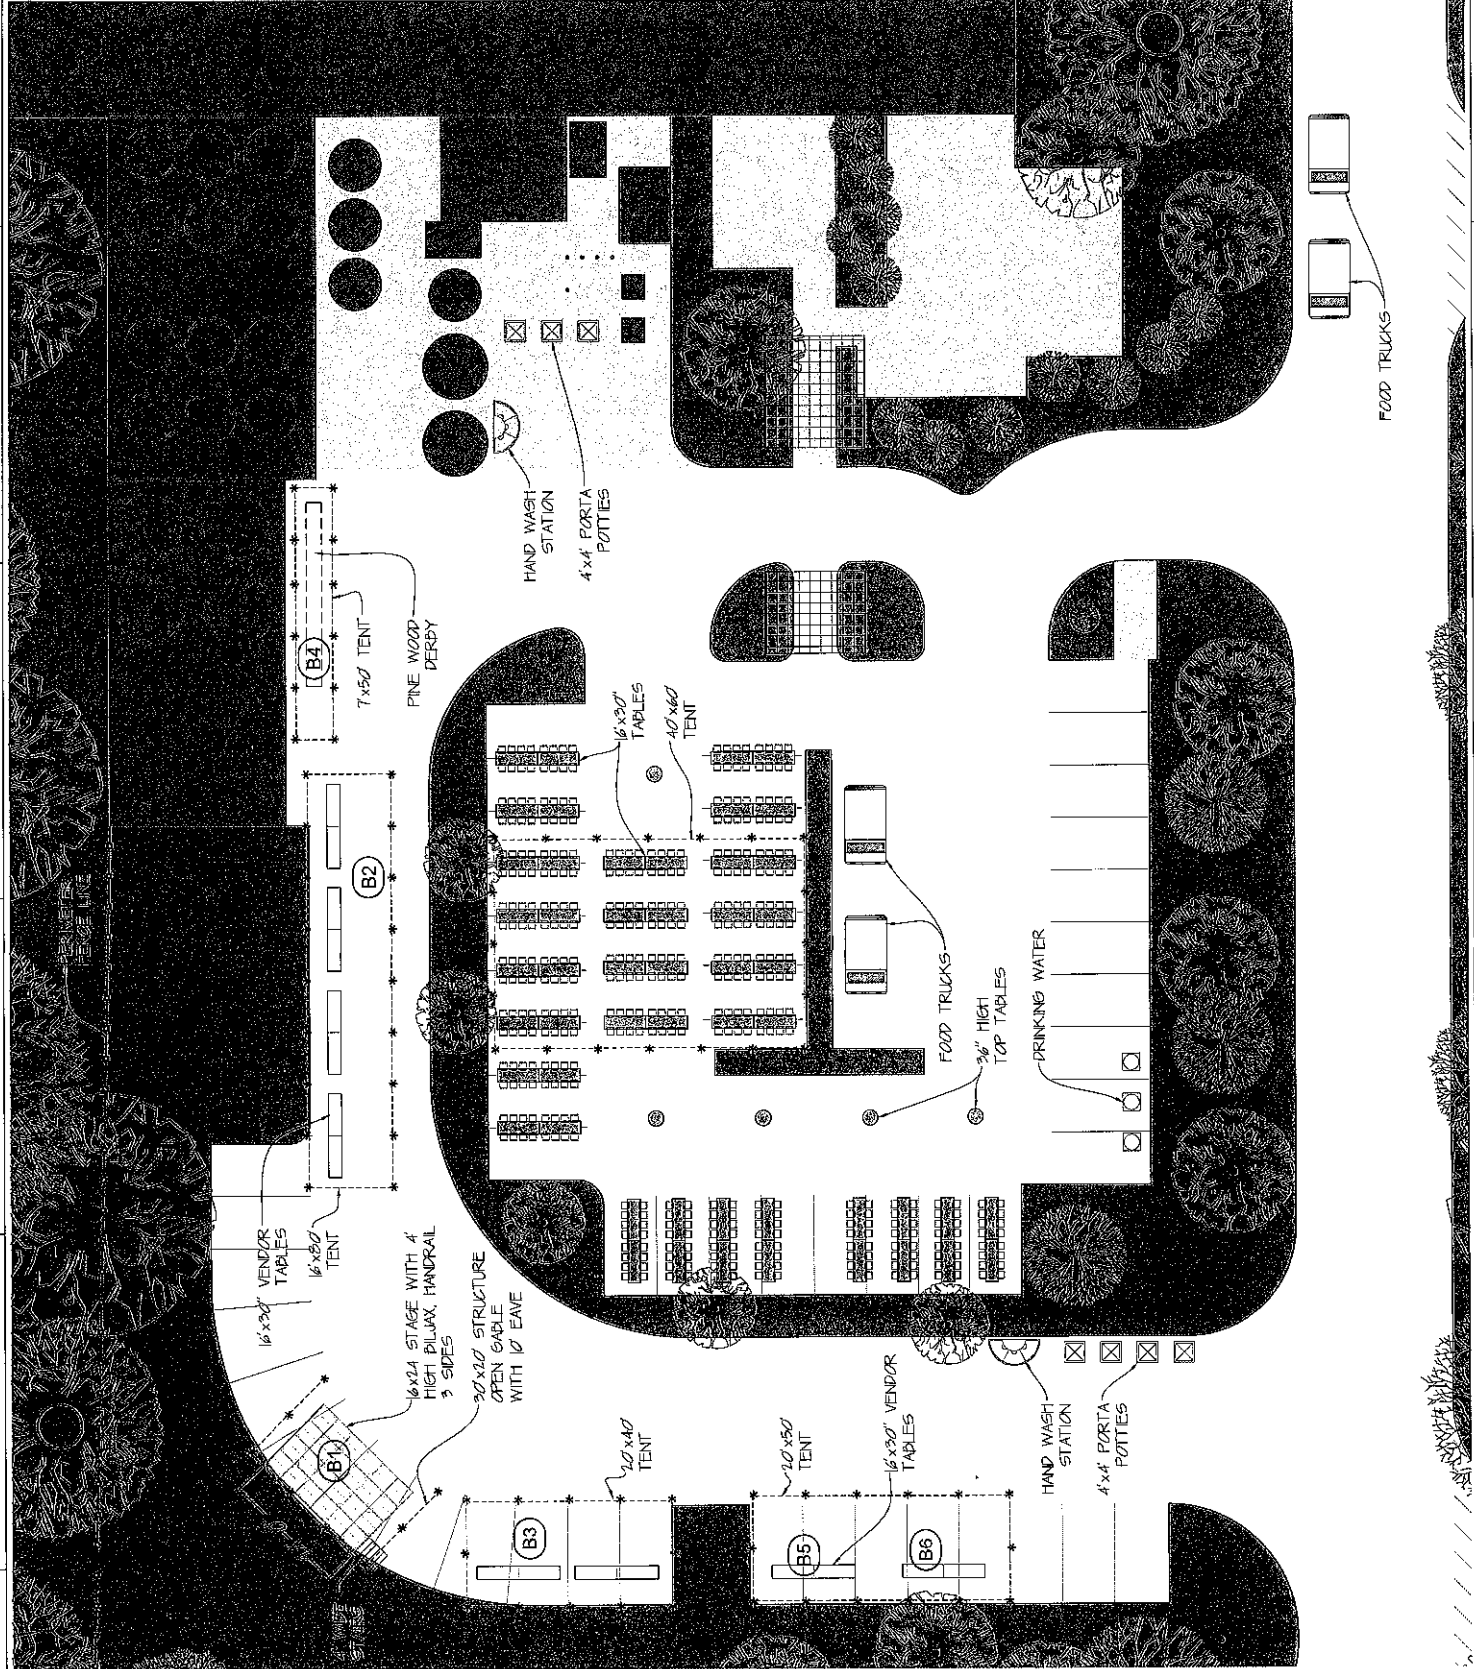 FOOD TRUCKS
HAND WASH
STATION
4'x4' PORTA
POTTIES
B4
7'x50' TENT
PINE WOOD
DERBY
16'x30"
TABLES
40'x60'
TENT
B2
FOOD TRUCKS
36" HIGH
TOP TABLES
DRINKING WATER
16'x30" VENDOR
TABLES
16'x80'
TENT
16'x24' STAGE WITH 4'
HIGH BILJAX, HANDRAIL
3 SIDES
30'x20' STRUCTURE
OPEN GABLE
WITH 10' EAVE
B1
20'x40'
TENT
B3
20'x50'
TENT
16'x30" VENDOR
TABLES
B5
B6
HAND WASH
STATION
4'x4' PORTA
POTTIES